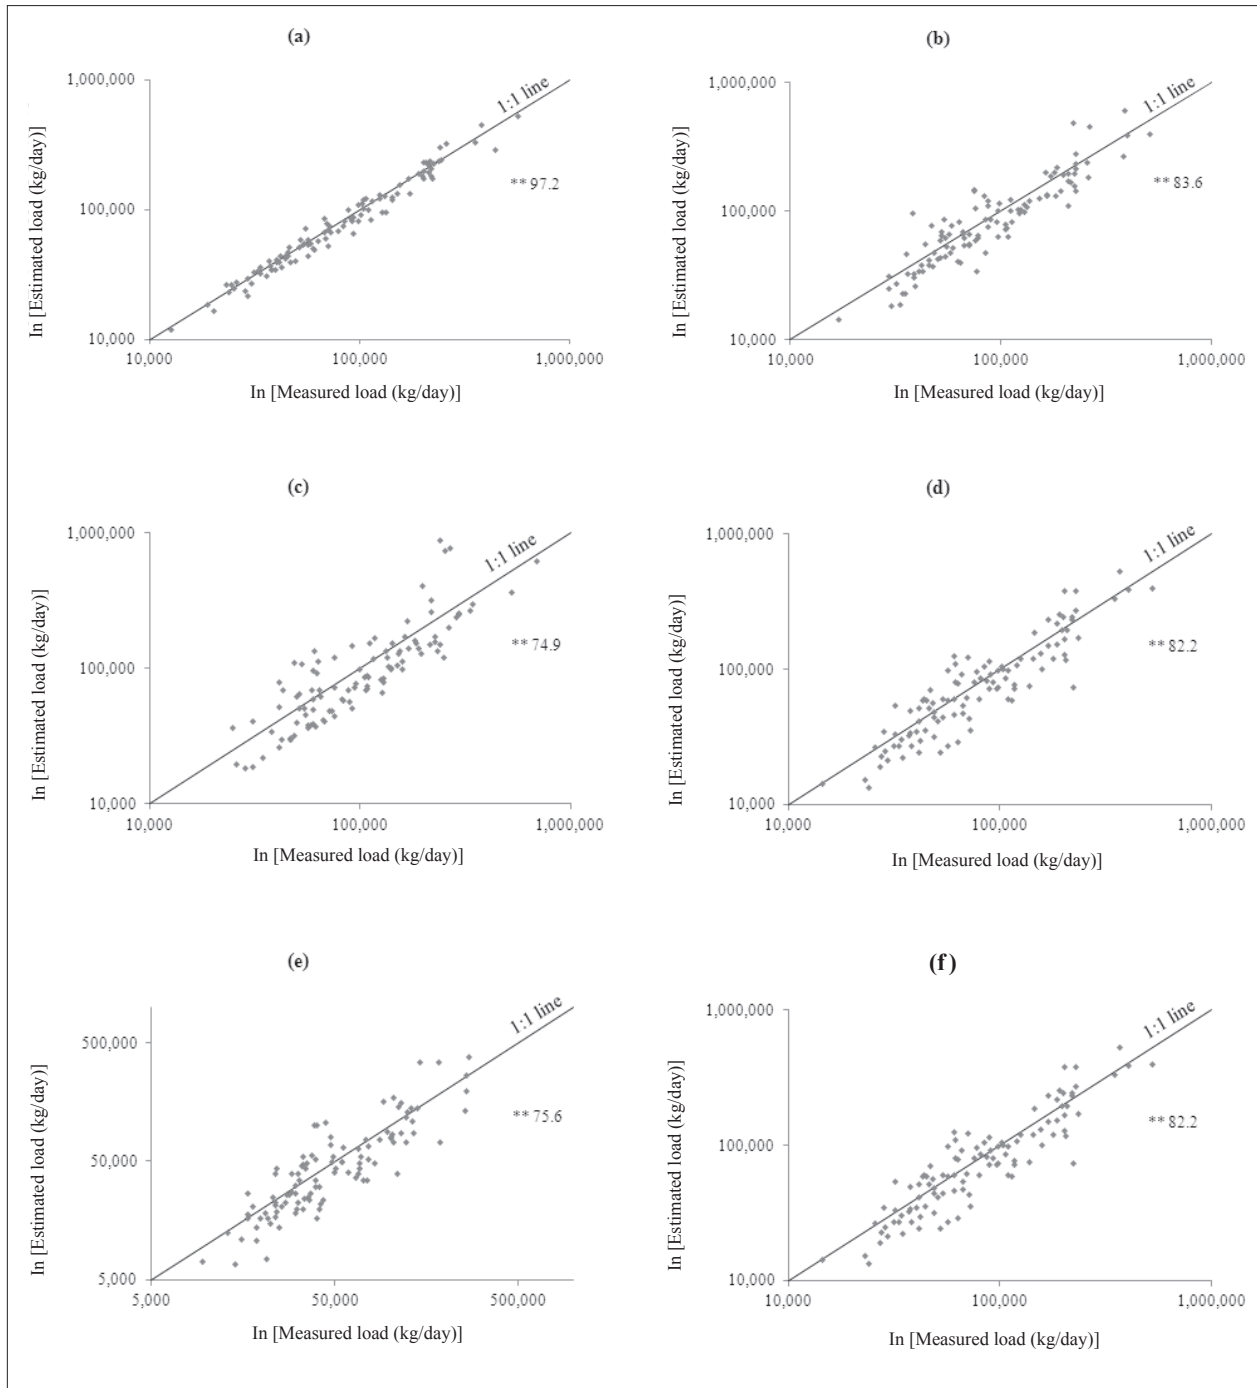 (a)
1,000,000
100,000
10,000
ln [Estimated load (kg/day)]
1:1 line
** 97.2
10,000 100,000 1,000,000
ln [Measured load (kg/day)]
(b)
1,000,000
100,000
10,000
ln [Estimated load (kg/day)]
1:1 line
** 83.6
10,000 100,000 1,000,000
ln [Measured load (kg/day)]
(c)
1,000,000
100,000
10,000
ln [Estimated load (kg/day)]
1:1 line
** 74.9
10,000 100,000 1,000,000
ln [Measured load (kg/day)]
(d)
1,000,000
100,000
10,000
ln [Estimated load (kg/day)]
1:1 line
** 82.2
10,000 100,000 1,000,000
ln [Measured load (kg/day)]
(e)
500,000
50,000
5,000
ln [Estimated load (kg/day)]
1:1 line
** 75.6
5,000 50,000 500,000
ln [Measured load (kg/day)]
(f)
1,000,000
100,000
10,000
ln [Estimated load (kg/day)]
1:1 line
** 82.2
10,000 100,000 1,000,000
ln [Measured load (kg/day)]